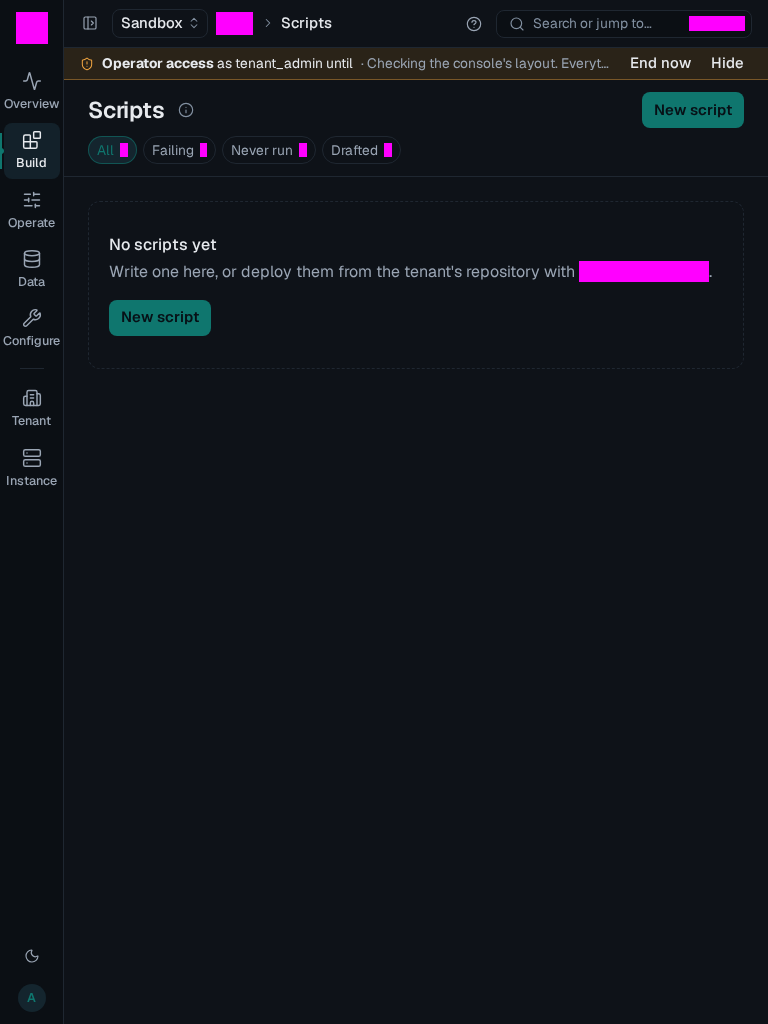 Sandbox
Scripts
Search or jump to...
Operator access as tenant_admin until · Checking the console's layout. Everyt...
End now
Hide
Overview
Build
Operate
Data
Configure
Tenant
Instance
A
Scripts
New script
All
Failing
Never run
Drafted
No scripts yet
Write one here, or deploy them from the tenant's repository with .
New script